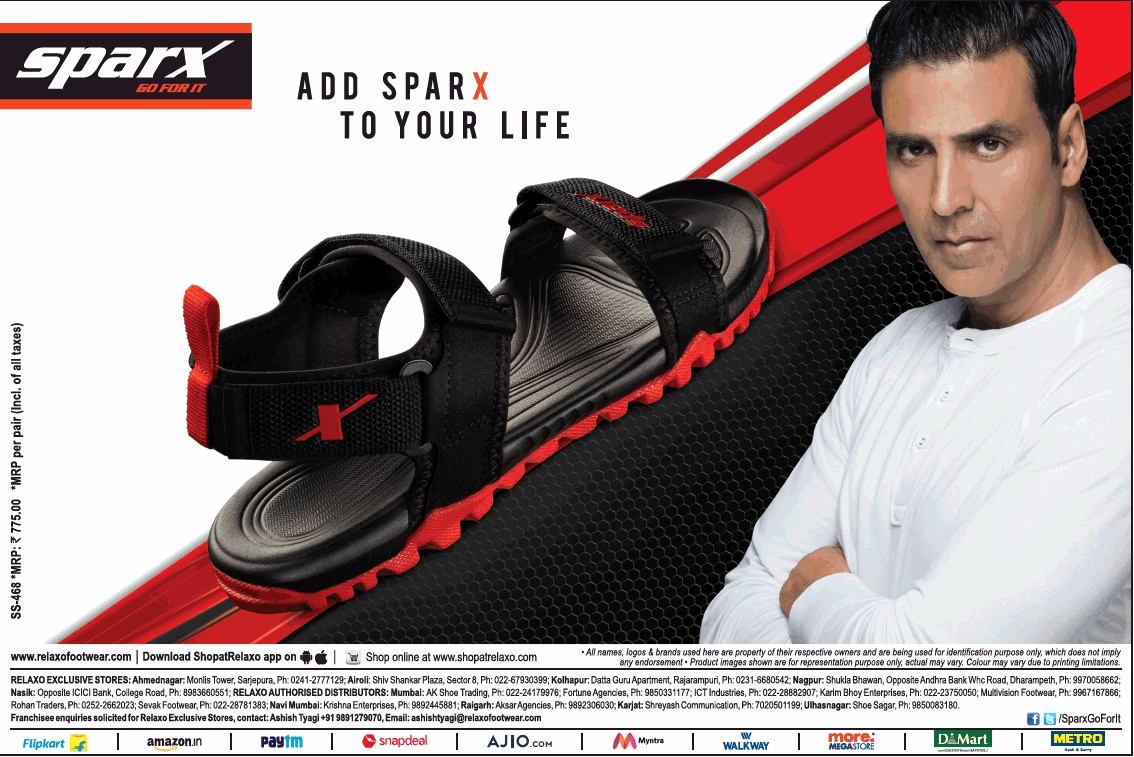 sparx
GO FOR IT
ADD SPARX
TO YOUR LIFE
SS-468 *MRP: ₹ 775.00 *MRP per pair (Incl. of all taxes)
www.relaxofootwear.com | Download ShopatRelaxo app on | Shop online at www.shopatrelaxo.com
• All names, logos & brands used here are property of their respective owners and are being used for identification purpose only, which does not imply
any endorsement • Product images shown are for representation purpose only, actual may vary. Colour may vary due to printing limitations.
RELAXO EXCLUSIVE STORES: Ahmednagar: Monlis Tower, Sarjepura, Ph: 0241-2777129; Airoli: Shiv Shankar Plaza, Sector 8, Ph: 022-67930399; Kolhapur: Datta Guru Apartment, Rajarampuri, Ph: 0231-6680542; Nagpur: Shukla Bhawan, Opposite Andhra Bank Whc Road, Dharampeth, Ph: 9970058662;
Nasik: Opposite ICICI Bank, College Road, Ph: 8983660551; RELAXO AUTHORISED DISTRIBUTORS: Mumbai: AK Shoe Trading, Ph: 022-24179976; Fortune Agencies, Ph: 9850331177; ICT Industries, Ph: 022-28882907; Karim Bhoy Enterprises, Ph: 022-23750050; Multivision Footwear, Ph: 9967167866;
Rohan Traders, Ph: 0252-2662023; Sevak Footwear, Ph: 022-28781383; Navi Mumbai: Krishna Enterprises, Ph: 9892445881; Raigarh: Aksar Agencies, Ph: 9892306030; Karjat: Shreyash Communication, Ph: 7020501199; Ulhasnagar: Shoe Sagar, Ph: 9850083180.
Franchisee enquiries solicited for Relaxo Exclusive Stores, contact: Ashish Tyagi +91 9891279070, Email: ashishtyagi@relaxofootwear.com
/SparxGoForIt
Flipkart | amazon.in | paytm | snapdeal | AJIO.COM | Myntra | WALKWAY | more. MEGASTORE | DMart | METRO
Cash & Carry